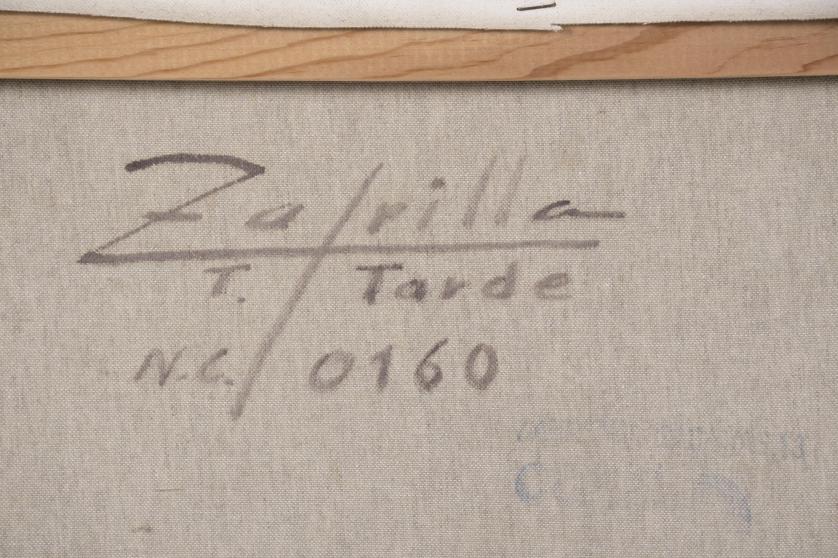 Zafrilla
T. Tarde
N.C. 0160